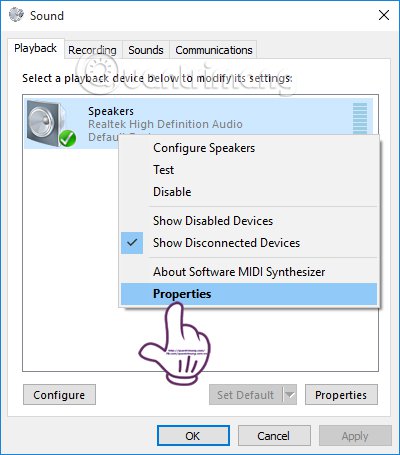 Sound
Playback Recording Sounds Communications
Select a playback device below to modify its settings:
Speakers
Realtek High Definition Audio
Configure Speakers
Test
Disable
Show Disabled Devices
Show Disconnected Devices
About Software MIDI Synthesizer
Properties
Configure Set Default Properties
OK Cancel Apply